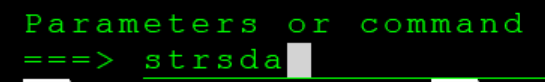 Parameters or command
===> strsda